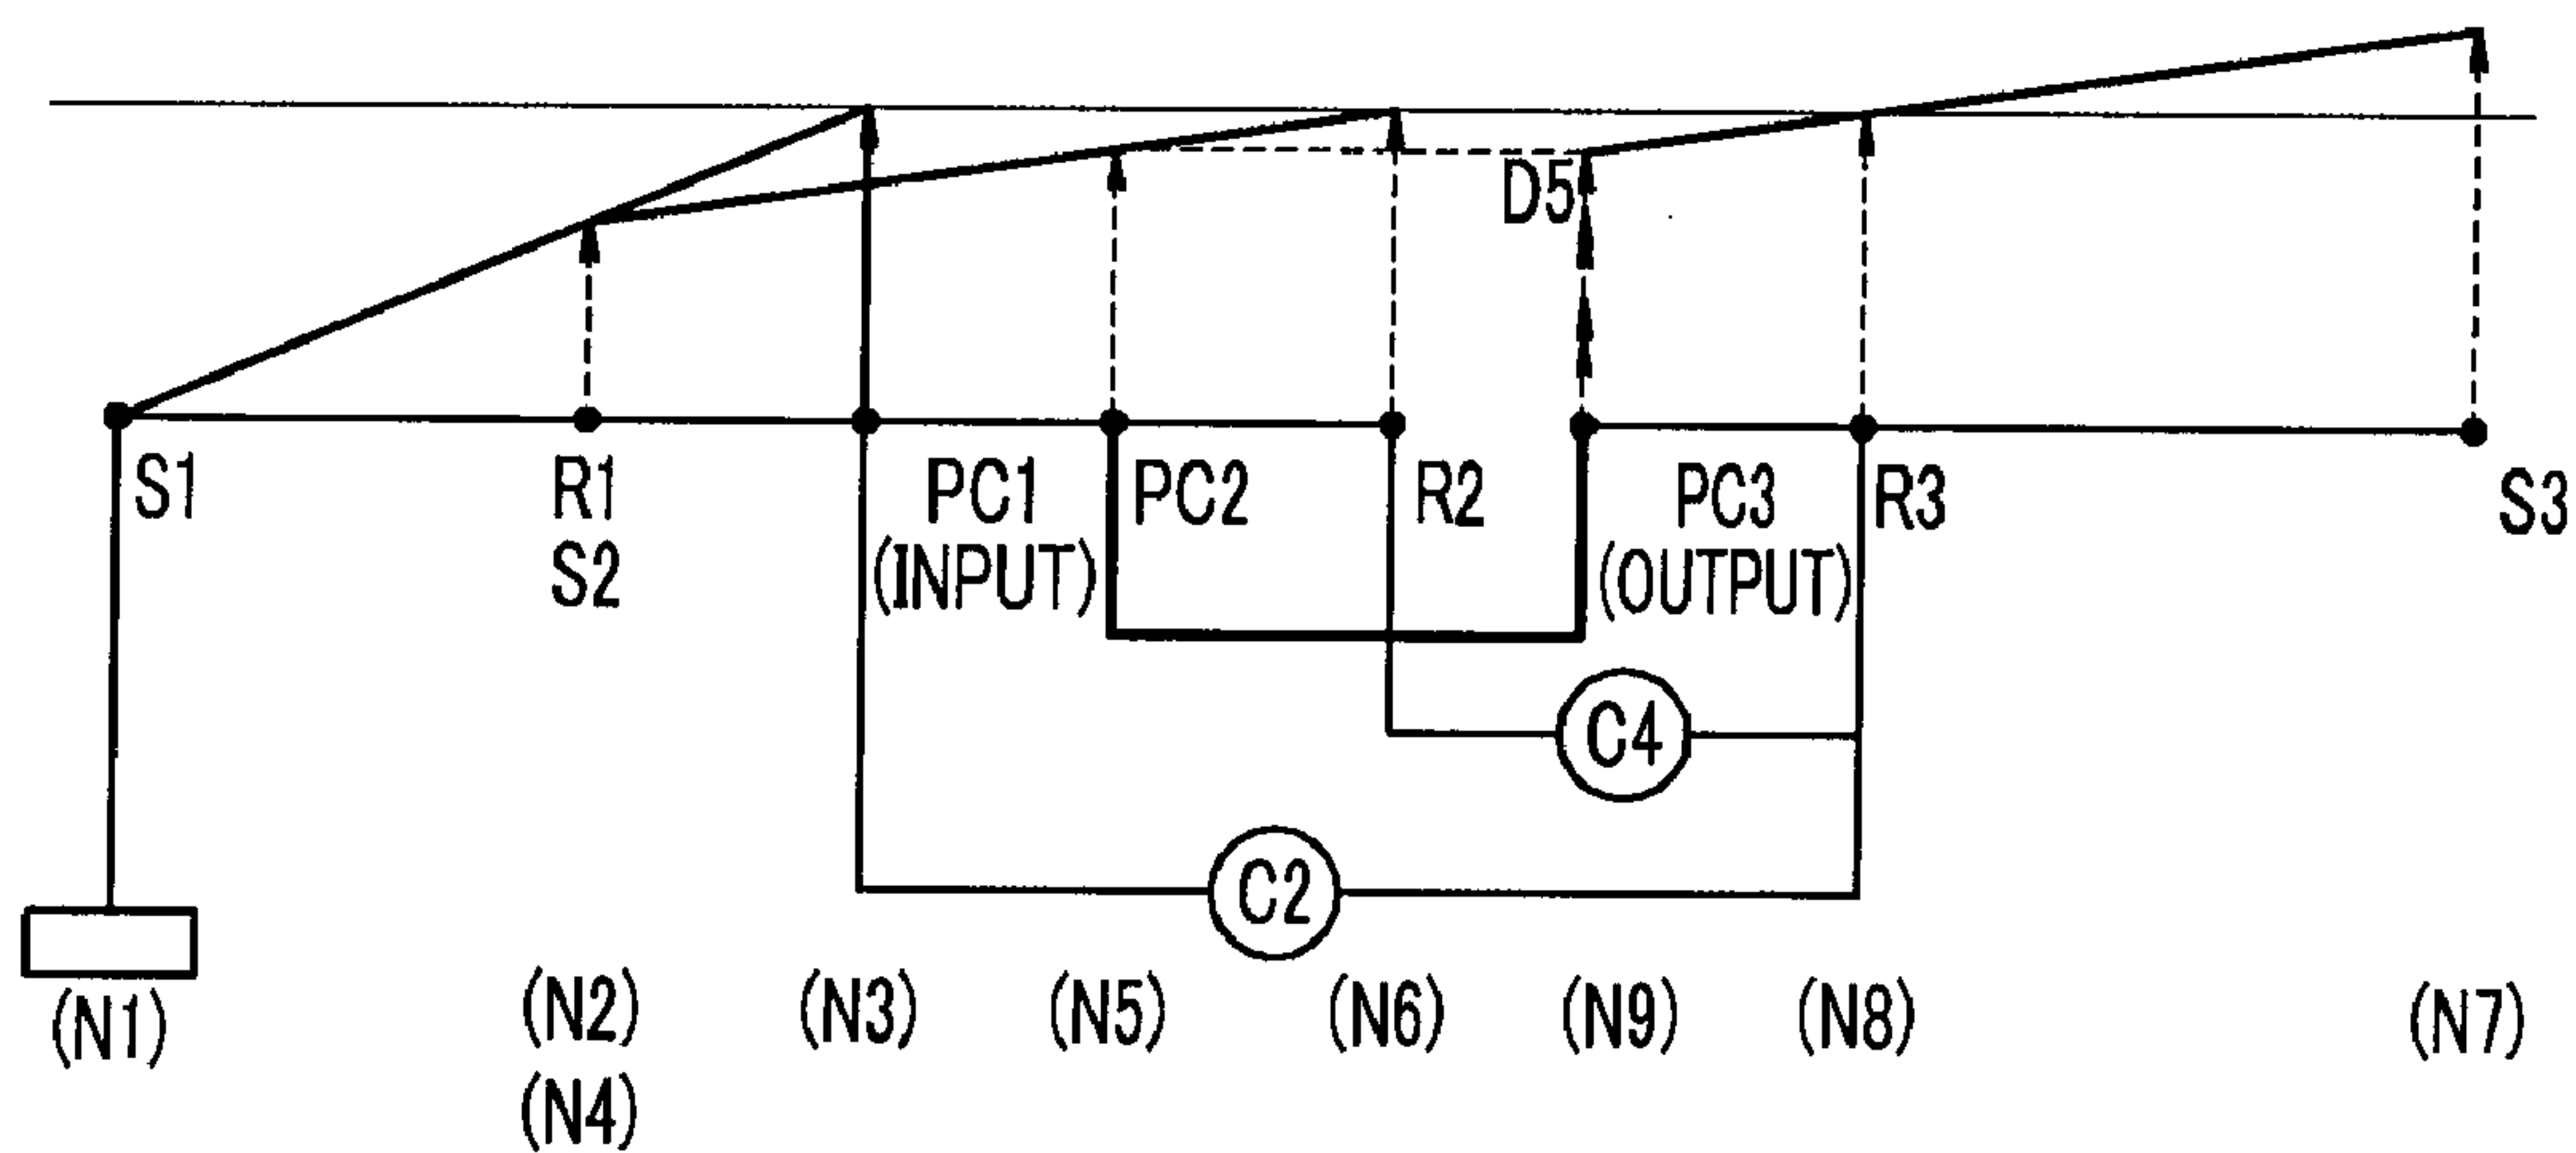 D5
S1
R1
S2
PC1
(INPUT)
PC2
R2
PC3
(OUTPUT)
R3
S3
C4
C2
(N1)
(N2)
(N4)
(N3)
(N5)
(N6)
(N9)
(N8)
(N7)